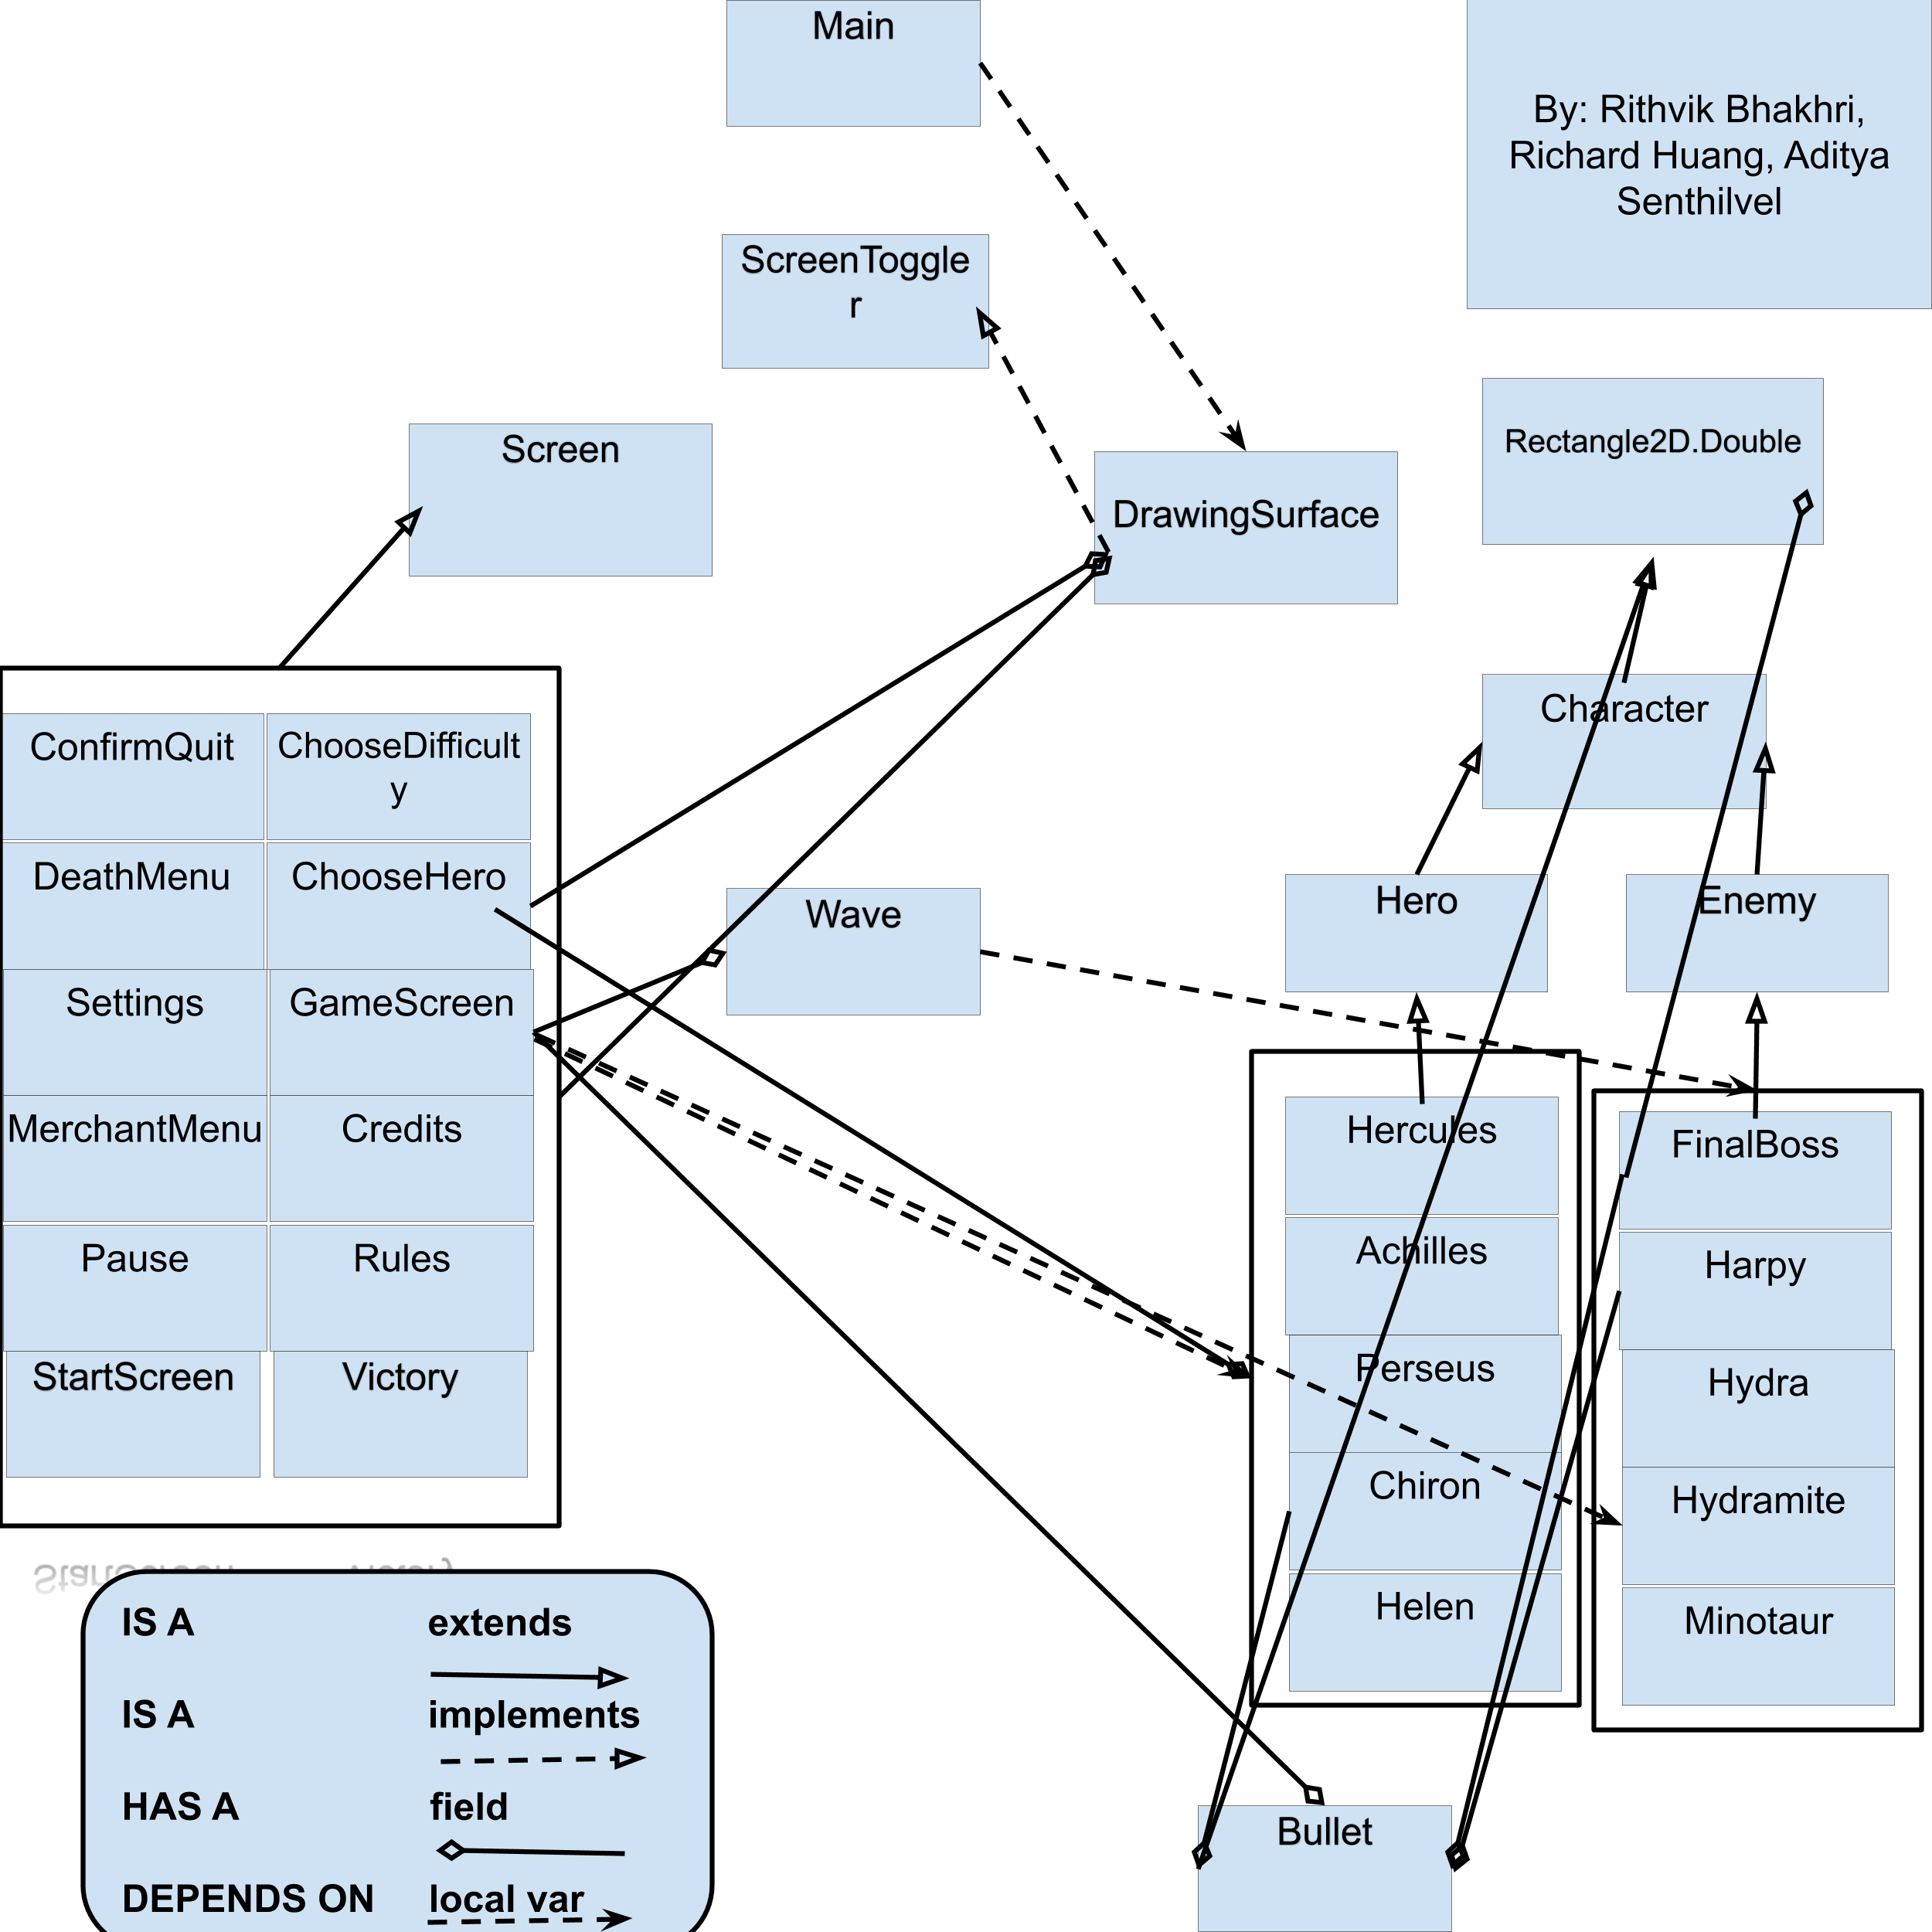 Main
By: Rithvik Bhakhri,
Richard Huang, Aditya
Senthilvel
ScreenToggle
r
Screen
DrawingSurface
Rectangle2D.Double
Character
ConfirmQuit
ChooseDifficult
y
DeathMenu
ChooseHero
Settings
GameScreen
MerchantMenu
Credits
Pause
Rules
StartScreen
Victory
Wave
Hero
Enemy
Hercules
Achilles
Perseus
Chiron
Helen
FinalBoss
Harpy
Hydra
Hydramite
Minotaur
Bullet
IS A extends
IS A implements
HAS A field
DEPENDS ON local var